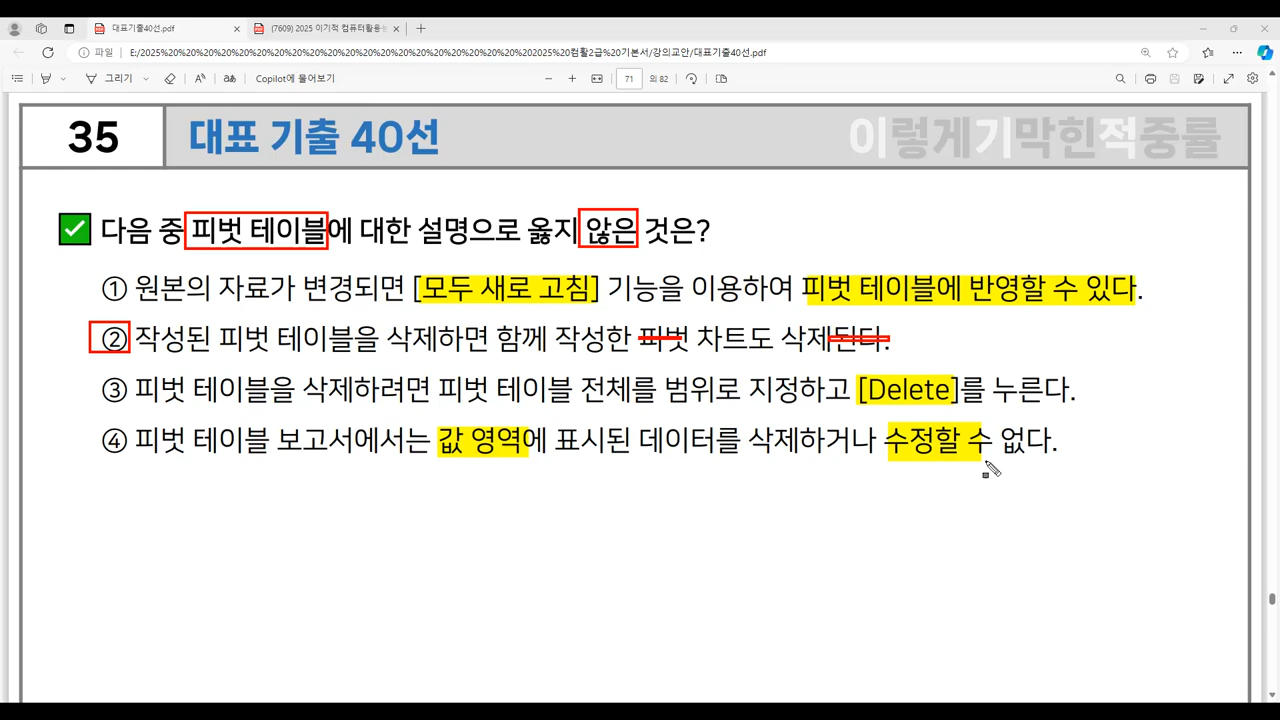 대표기출40선.pdf
(7609) 2025 이기적 컴퓨터활용능
파일
E:/2025%20%20%20%20%20%20%20%20%20%20%20%20%20%20%20%20%20%20%202025%20컴활2급%20기본서/강의교안/대표기출40선.pdf
그리기
aあ
Copilot에 물어보기
71 의 82
35
대표 기출 40선
이렇게기막힌적중률
다음 중 피벗 테이블에 대한 설명으로 옳지 않은 것은?
① 원본의 자료가 변경되면 [모두 새로 고침] 기능을 이용하여 피벗 테이블에 반영할 수 있다.
② 작성된 피벗 테이블을 삭제하면 함께 작성한 피벗 차트도 삭제된다.
③ 피벗 테이블을 삭제하려면 피벗 테이블 전체를 범위로 지정하고 [Delete]를 누른다.
④ 피벗 테이블 보고서에서는 값 영역에 표시된 데이터를 삭제하거나 수정할 수 없다.